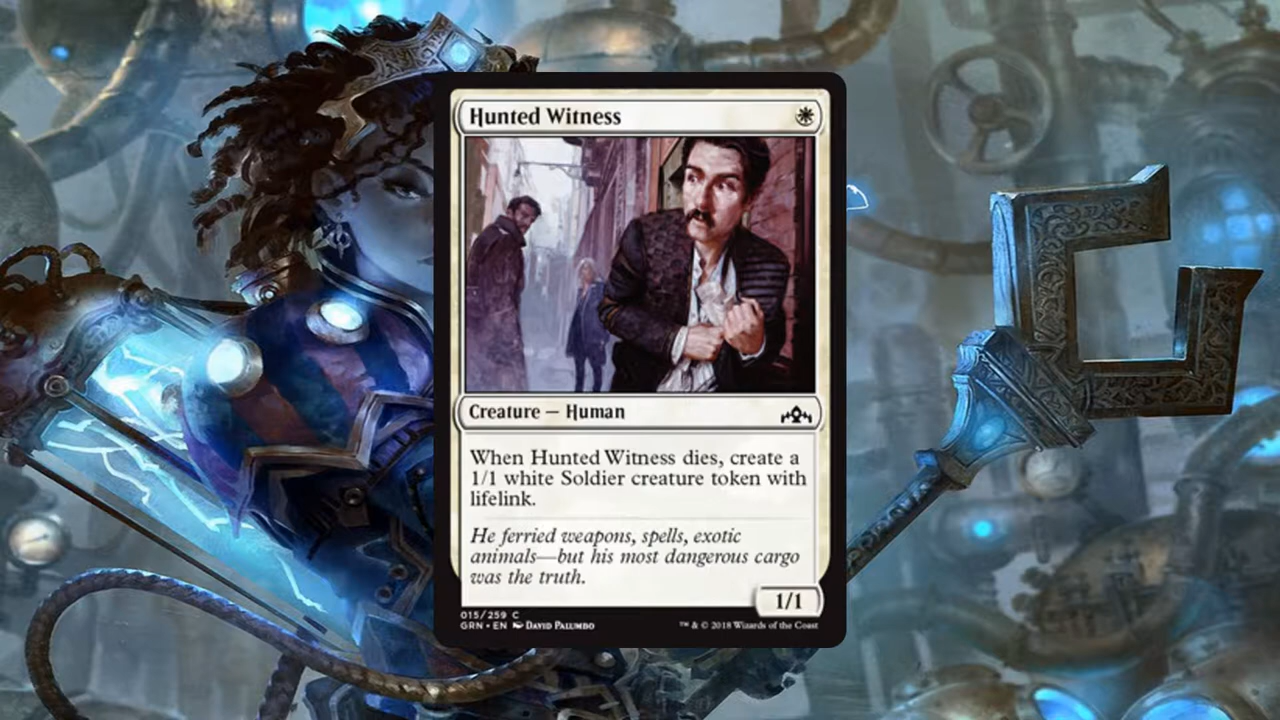 Hunted Witness
Creature — Human
When Hunted Witness dies, create a
1/1 white Soldier creature token with
lifelink.
He ferried weapons, spells, exotic
animals—but his most dangerous cargo
was the truth.
1/1
015/259 C
GRN • EN David Palumbo
™ & © 2018 Wizards of the Coast